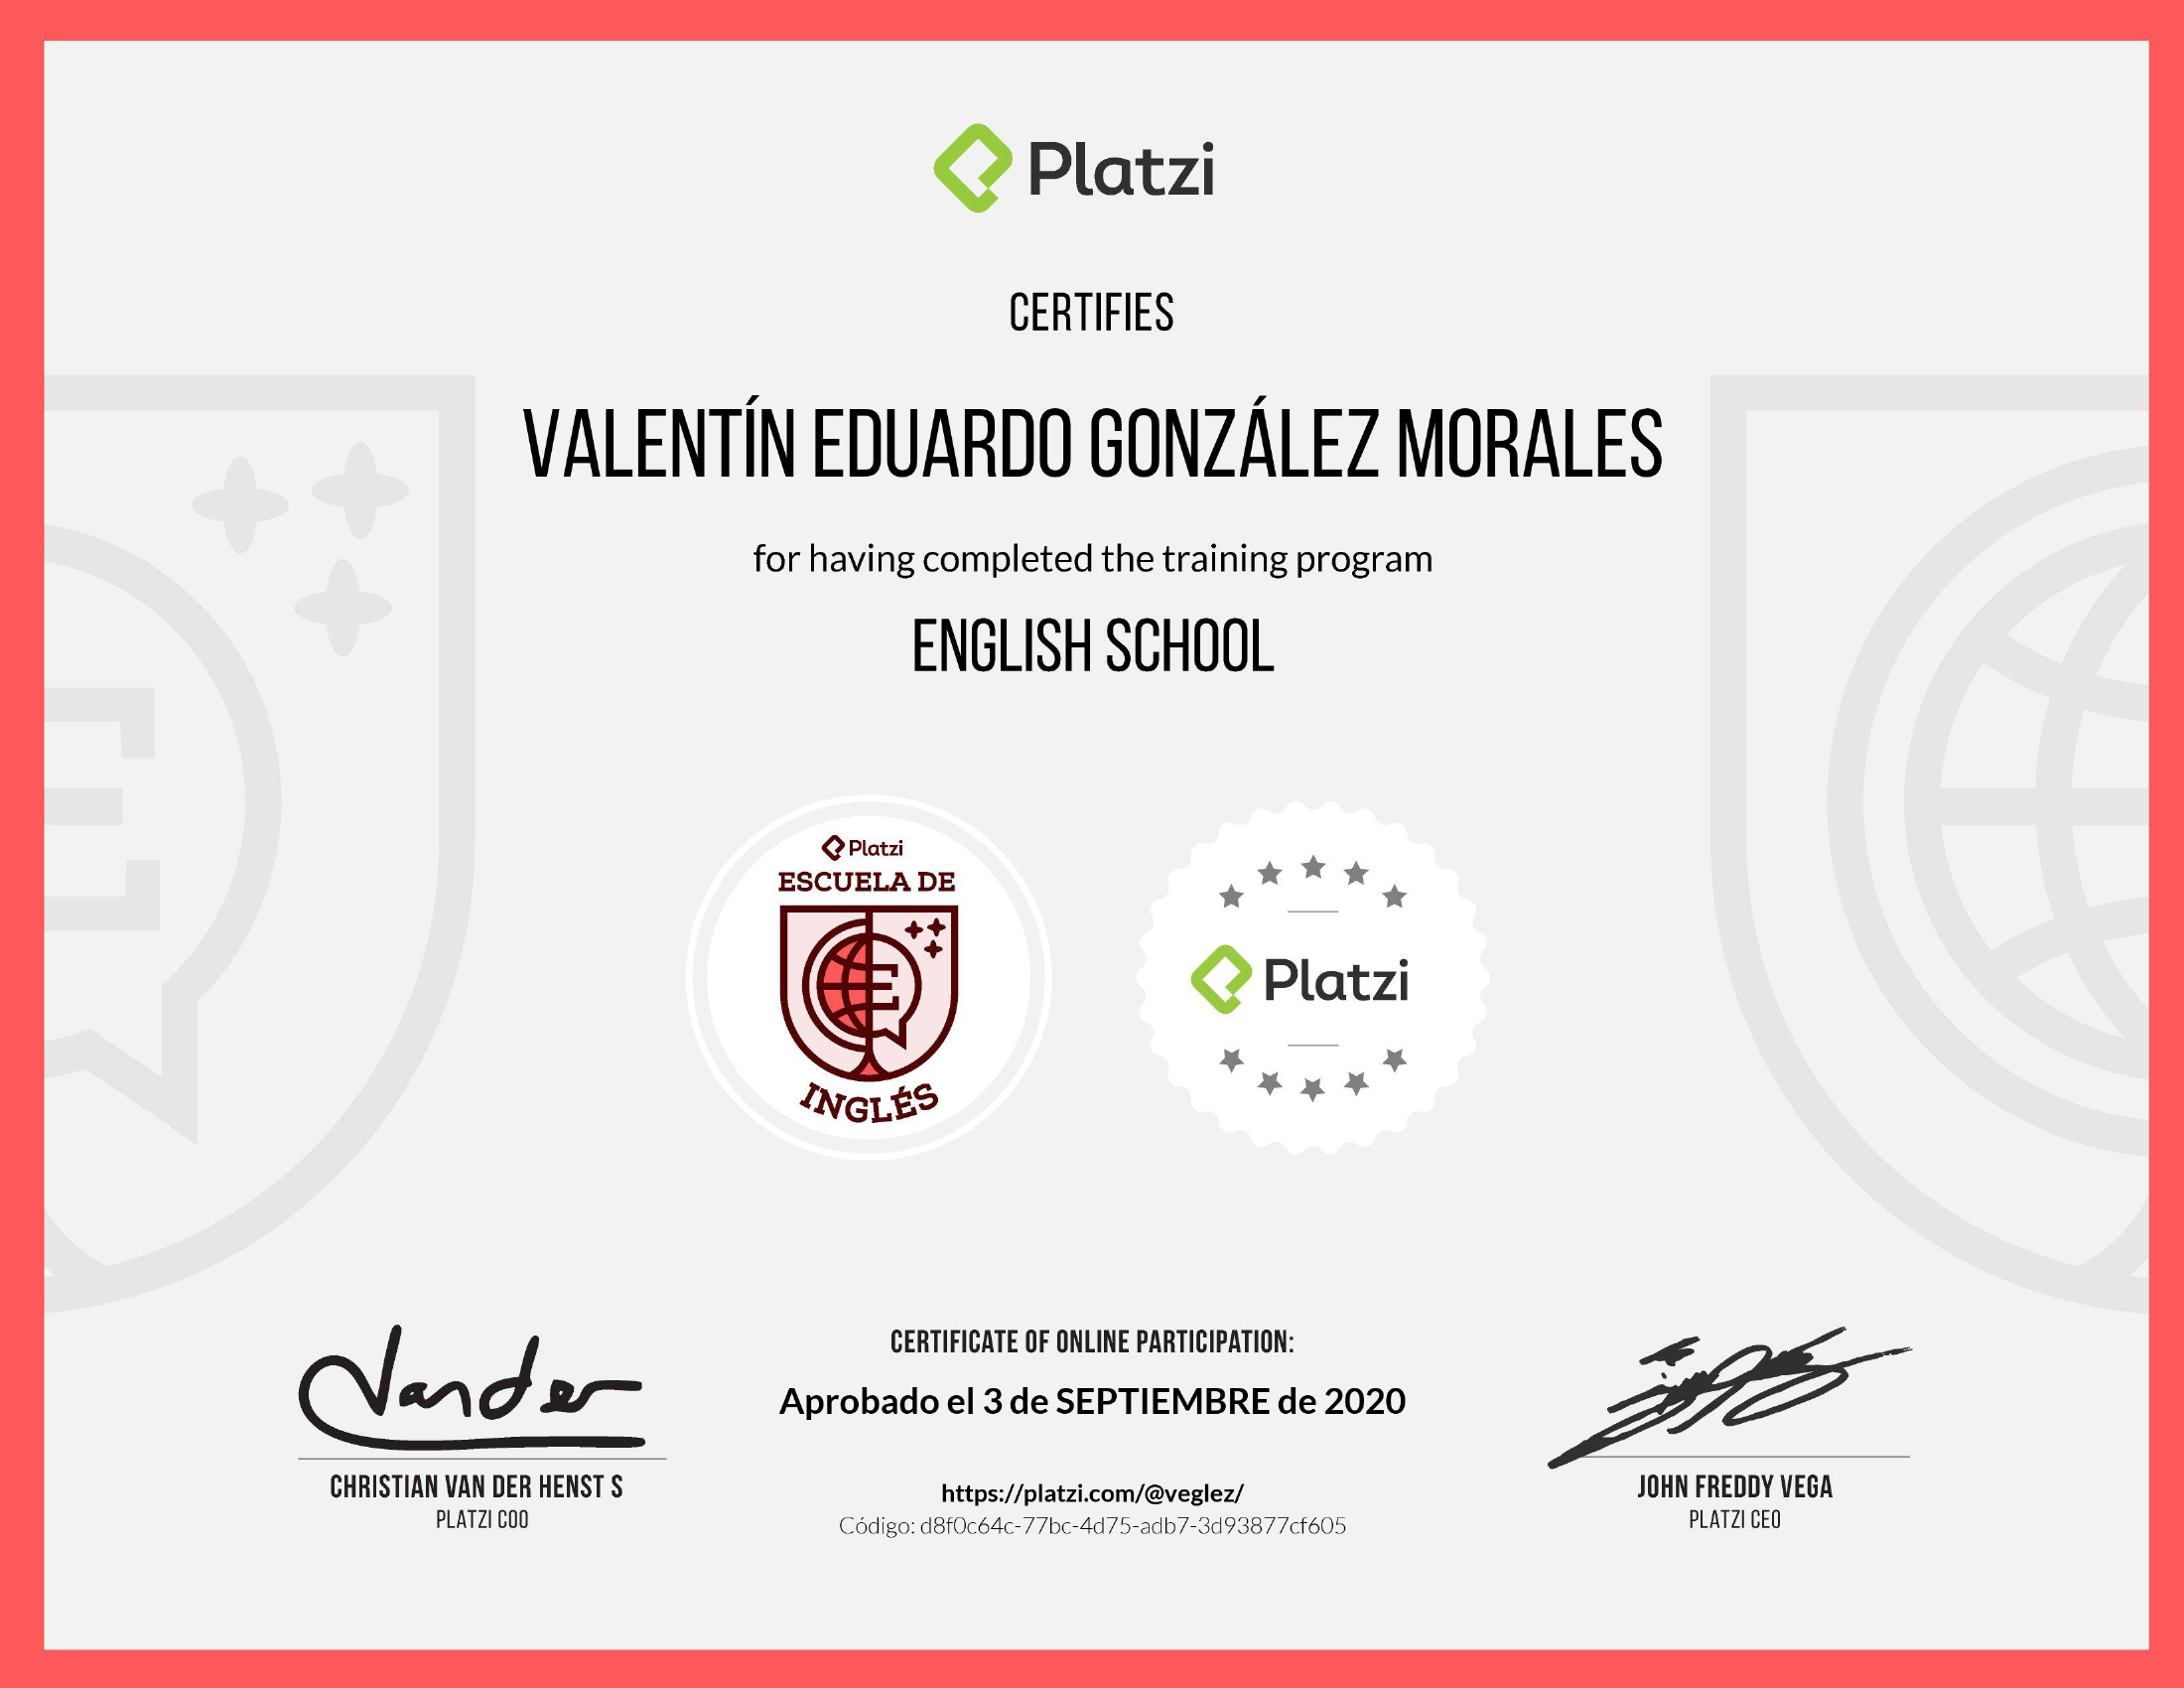 Platzi
CERTIFIES
VALENTÍN EDUARDO GONZÁLEZ MORALES
for having completed the training program
ENGLISH SCHOOL
Platzi
ESCUELA DE
E
INGLÉS
Platzi
CERTIFICATE OF ONLINE PARTICIPATION:
Aprobado el 3 de SEPTIEMBRE de 2020
Vander
CHRISTIAN VAN DER HENST S
PLATZI COO
https://platzi.com/@veglez/
Código: d8f0c64c-77bc-4d75-adb7-3d93877cf605
JOHN FREDDY VEGA
PLATZI CEO